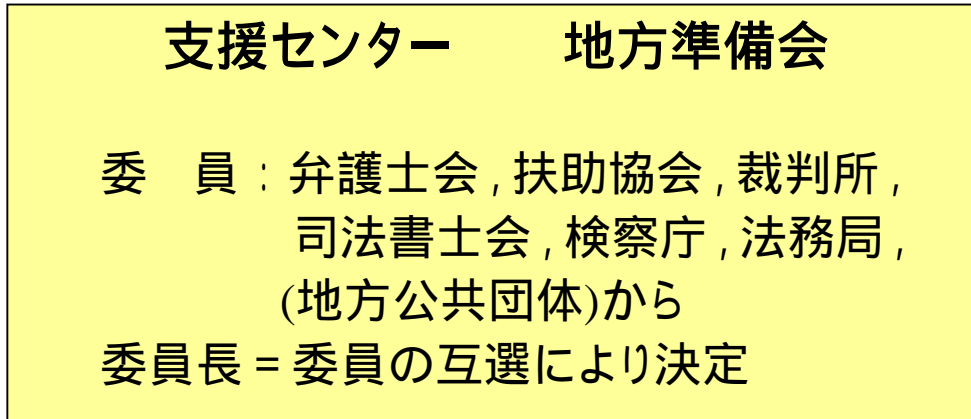 支援センター　　地方準備会
委　員：弁護士会，扶助協会，裁判所，
司法書士会，検察庁，法務局，
(地方公共団体)から
委員長＝委員の互選により決定